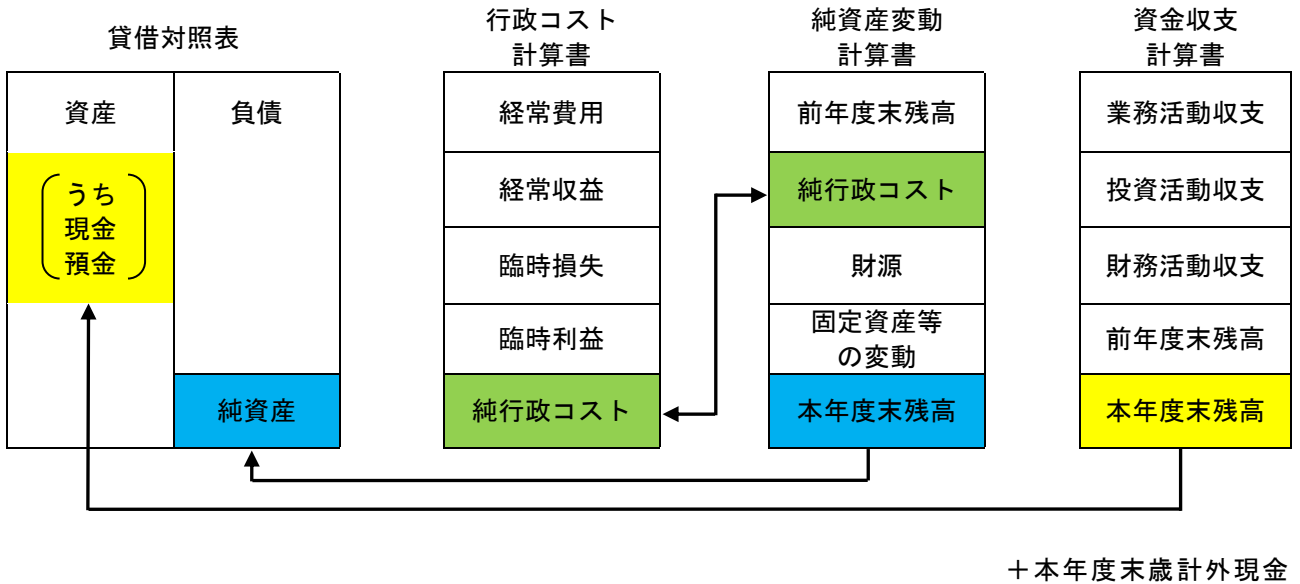 貸借対照表
資産
負債
うち
現金
預金
純資産
行政コスト
計算書
経常費用
経常収益
臨時損失
臨時利益
純行政コスト
純資産変動
計算書
前年度末残高
純行政コスト
財源
固定資産等
の変動
本年度末残高
資金収支
計算書
業務活動収支
投資活動収支
財務活動収支
前年度末残高
本年度末残高
＋本年度末歳計外現金